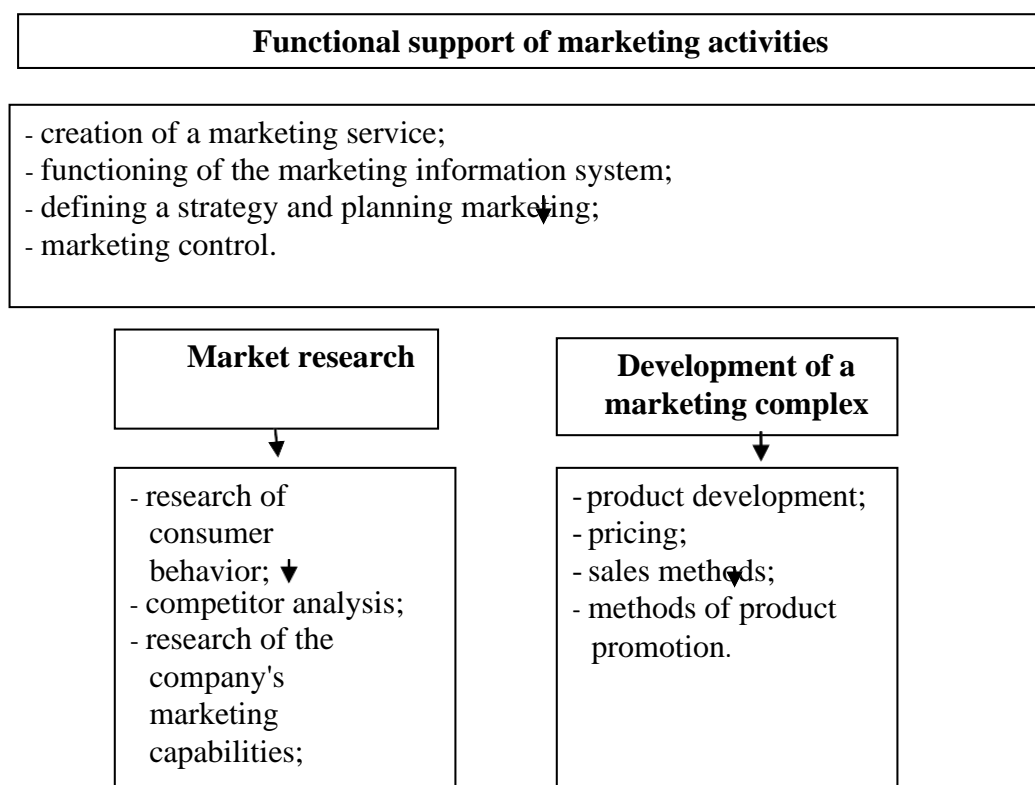 Functional support of marketing activities
- creation of a marketing service;
- functioning of the marketing information system;
- defining a strategy and planning marketing;
- marketing control.
Market research
Development of a
marketing complex
- research of
consumer
behavior;
- competitor analysis;
- research of the
company's
marketing
capabilities;
- product development;
- pricing;
- sales methods;
- methods of product
promotion.